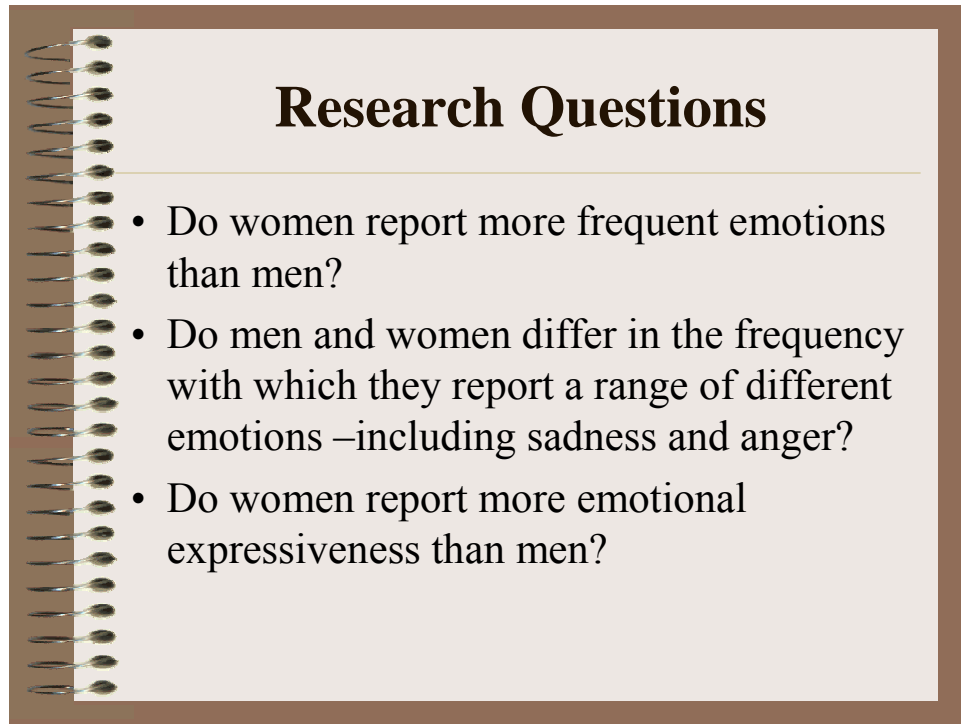 Research Questions
• Do women report more frequent emotions
than men?
• Do men and women differ in the frequency
with which they report a range of different
emotions –including sadness and anger?
• Do women report more emotional
expressiveness than men?